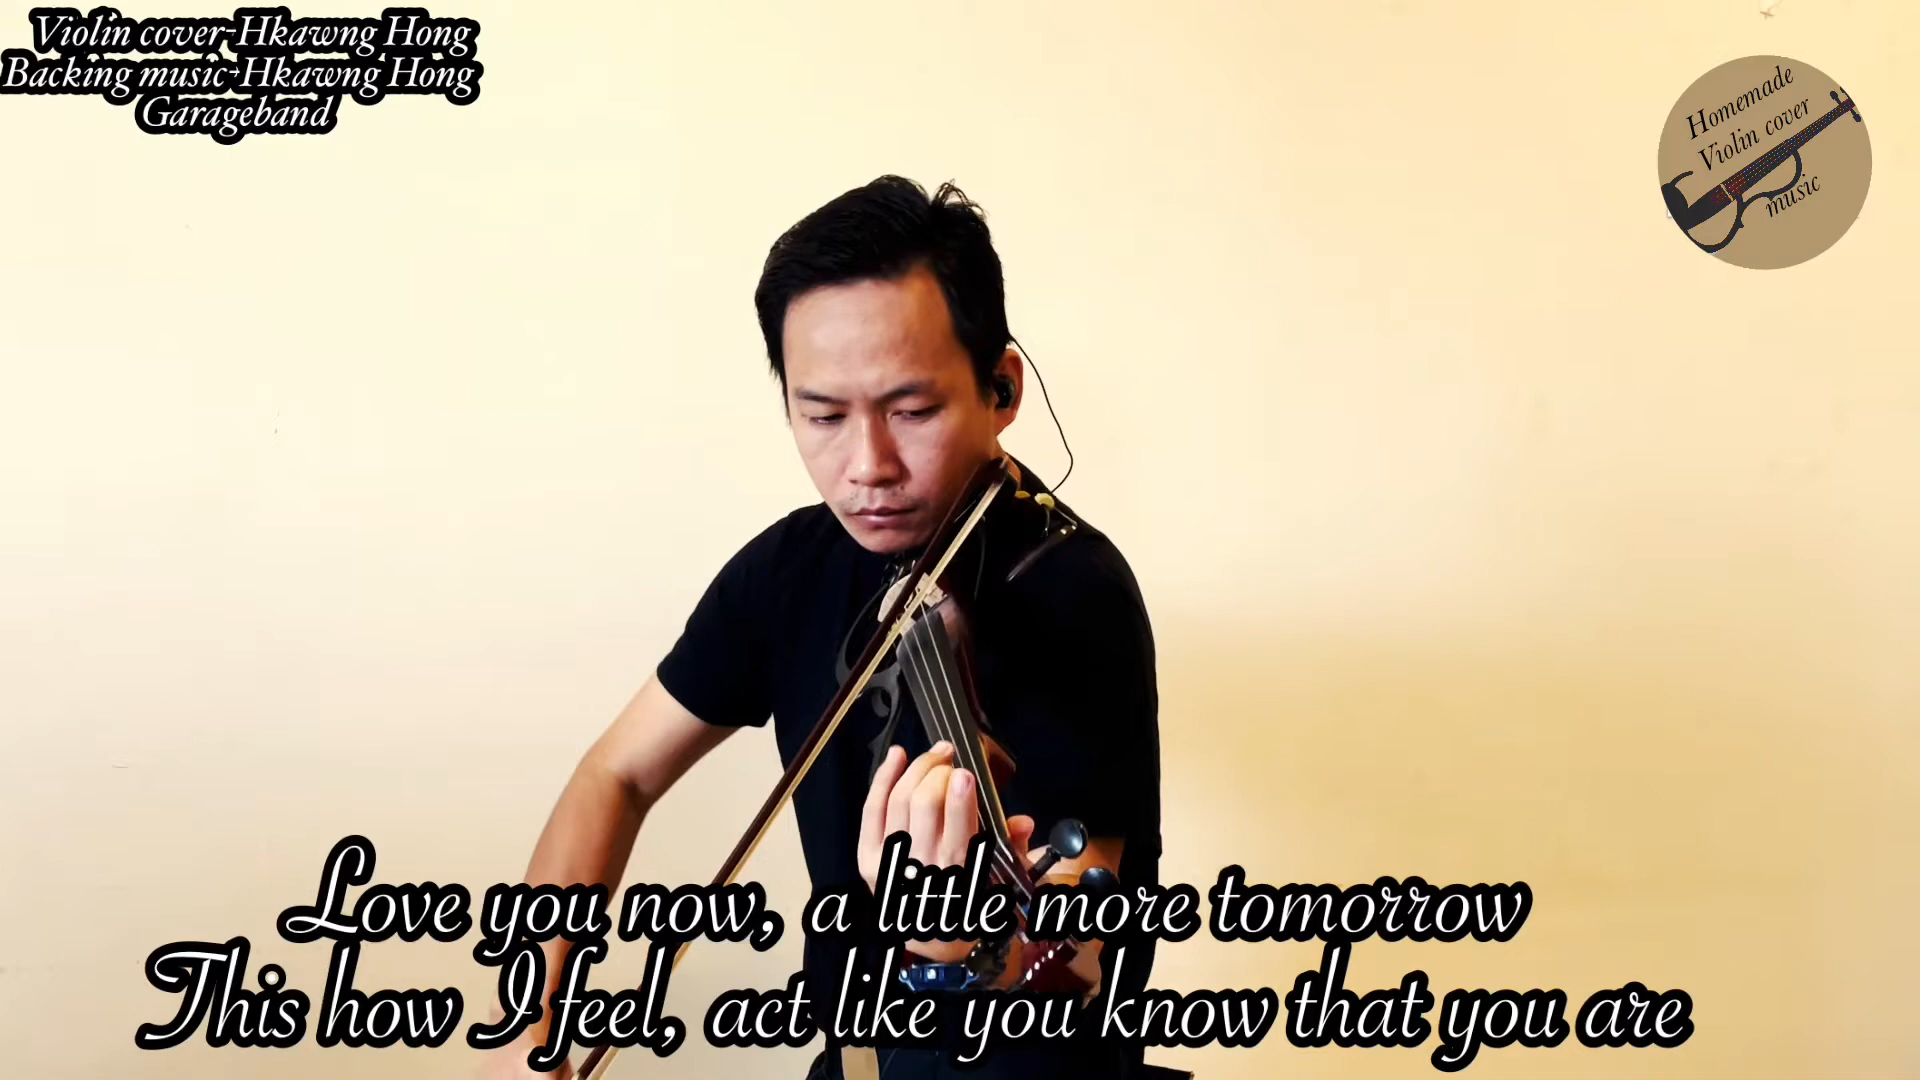 Violin cover-Hkawng Hong
Backing music-Hkawng Hong
Garageband
Homemade
Violin cover
music
Love you now, a little more tomorrow
This how I feel, act like you know that you are